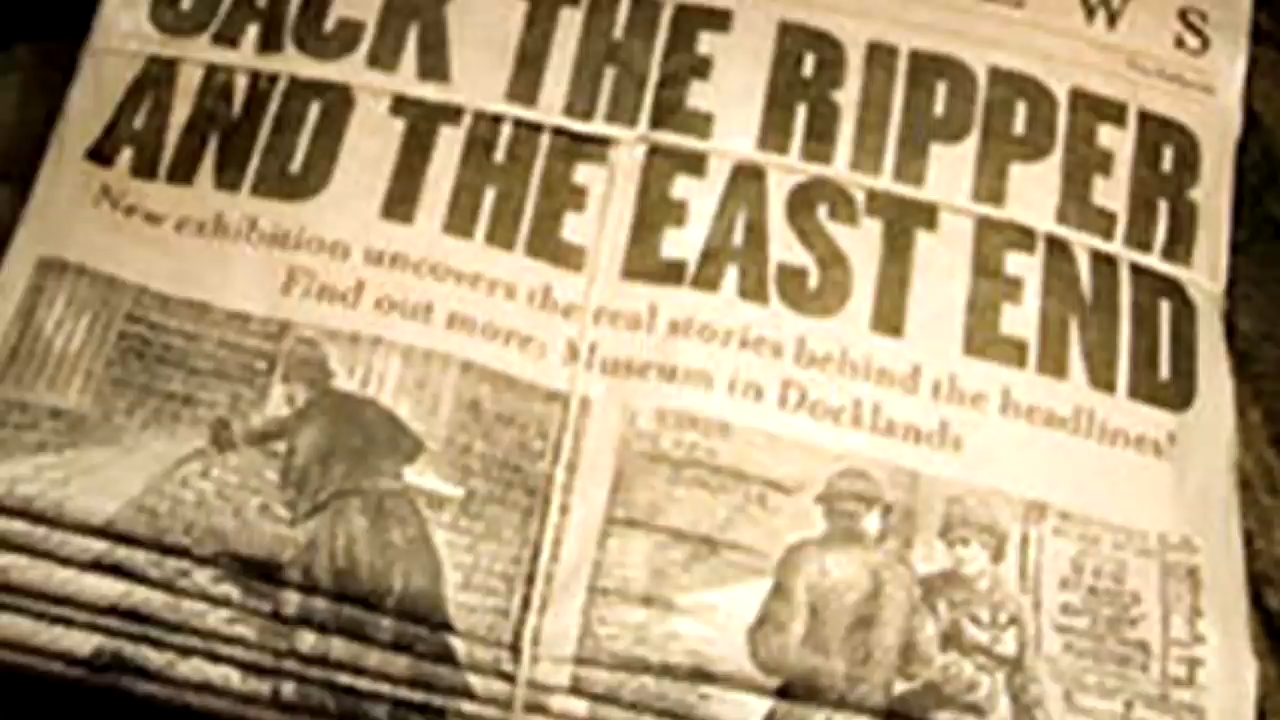 W S
JACK THE RIPPER
AND THE EAST END
New exhibition uncovers the real stories behind the headlines!
Find out more: Museum in Docklands